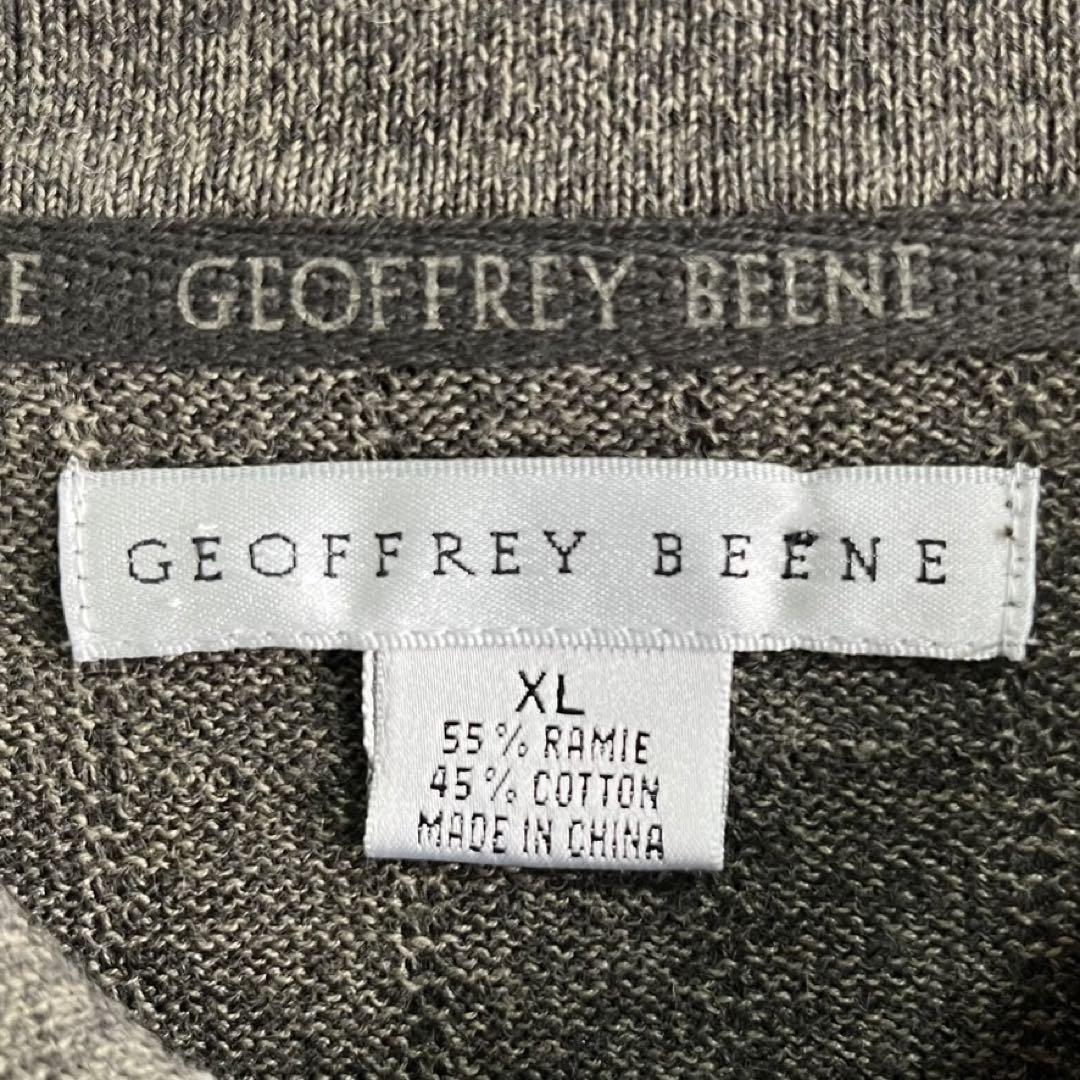 E GEOFFREY BEENE
GEOFFREY BEENE
XL
55% RAMIE
45% COTTON
MADE IN CHINA